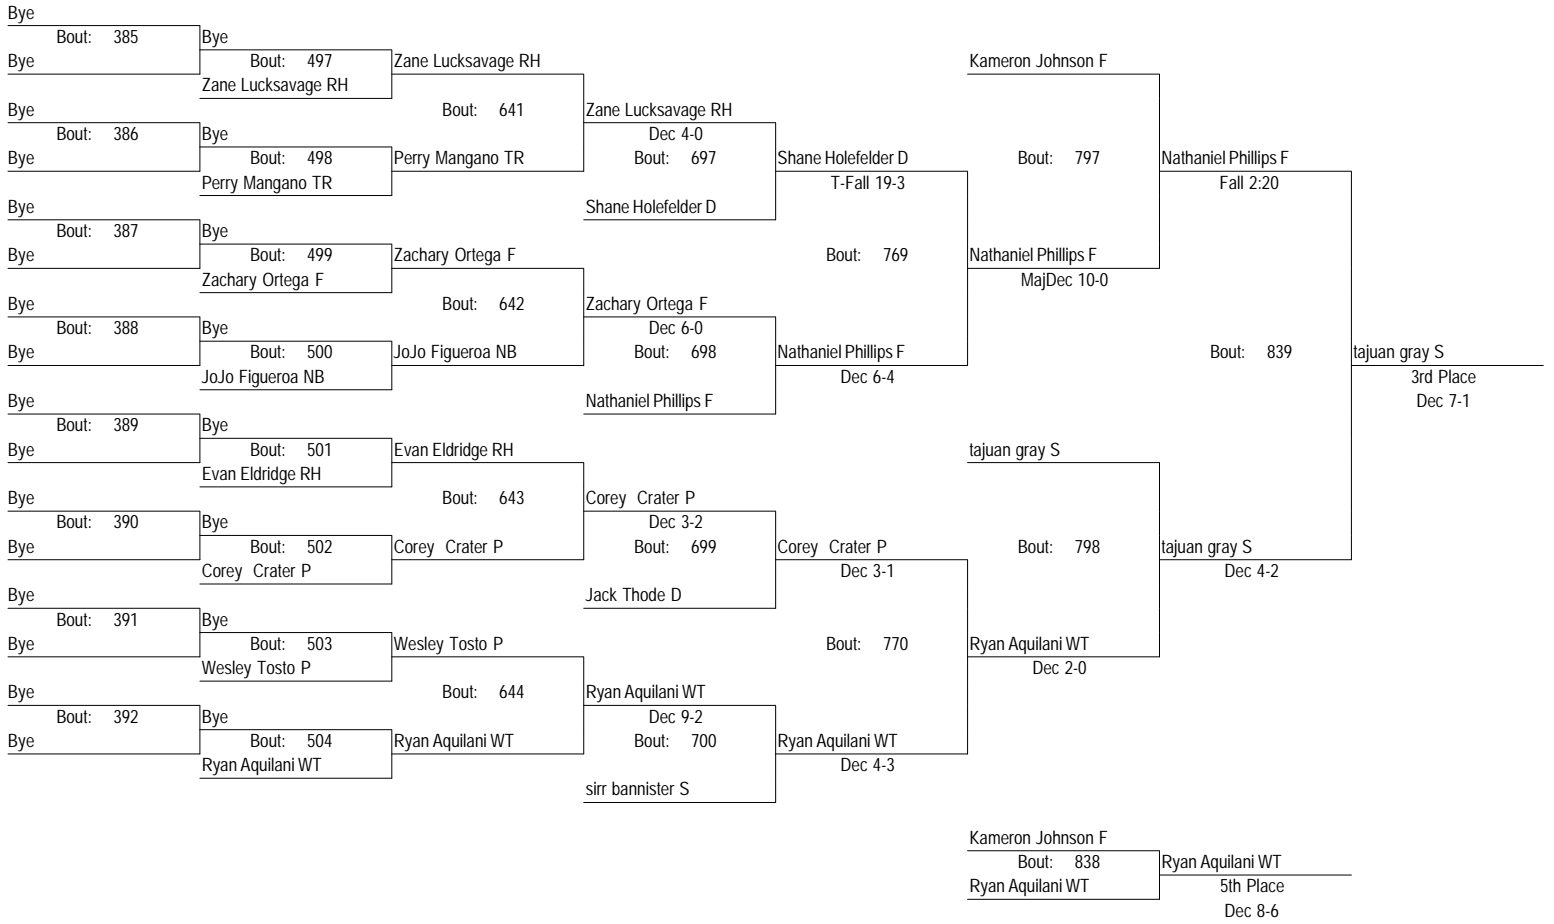 Bye
Bout: 385
Bye
Bye
Bout: 497
Zane Lucksavage RH
Zane Lucksavage RH
Kameron Johnson F
Bye
Bout: 641
Zane Lucksavage RH
Bout: 386
Bye
Dec 4-0
Bye
Bout: 498
Perry Mangano TR
Bout: 697
Shane Holefelder D
Bout: 797
Nathaniel Phillips F
Perry Mangano TR
T-Fall 19-3
Fall 2:20
Bye
Shane Holefelder D
Bout: 387
Bye
Bye
Bout: 499
Zachary Ortega F
Bout: 769
Nathaniel Phillips F
Zachary Ortega F
MajDec 10-0
Bye
Bout: 642
Zachary Ortega F
Bout: 388
Bye
Dec 6-0
Bye
Bout: 500
JoJo Figueroa NB
Bout: 698
Nathaniel Phillips F
Bout: 839
tajuan gray S
JoJo Figueroa NB
Dec 6-4
3rd Place
Bye
Nathaniel Phillips F
Dec 7-1
Bout: 389
Bye
Bye
Bout: 501
Evan Eldridge RH
tajuan gray S
Evan Eldridge RH
Bye
Bout: 643
Corey Crater P
Bout: 390
Bye
Dec 3-2
Bye
Bout: 502
Corey Crater P
Bout: 699
Corey Crater P
Bout: 798
tajuan gray S
Corey Crater P
Dec 3-1
Dec 4-2
Bye
Jack Thode D
Bout: 391
Bye
Bye
Bout: 503
Wesley Tosto P
Bout: 770
Ryan Aquilani WT
Wesley Tosto P
Dec 2-0
Bye
Bout: 644
Ryan Aquilani WT
Bout: 392
Bye
Dec 9-2
Bye
Bout: 504
Ryan Aquilani WT
Bout: 700
Ryan Aquilani WT
Ryan Aquilani WT
Dec 4-3
sirr bannister S
Kameron Johnson F
Bout: 838
Ryan Aquilani WT
Ryan Aquilani WT
5th Place
Dec 8-6